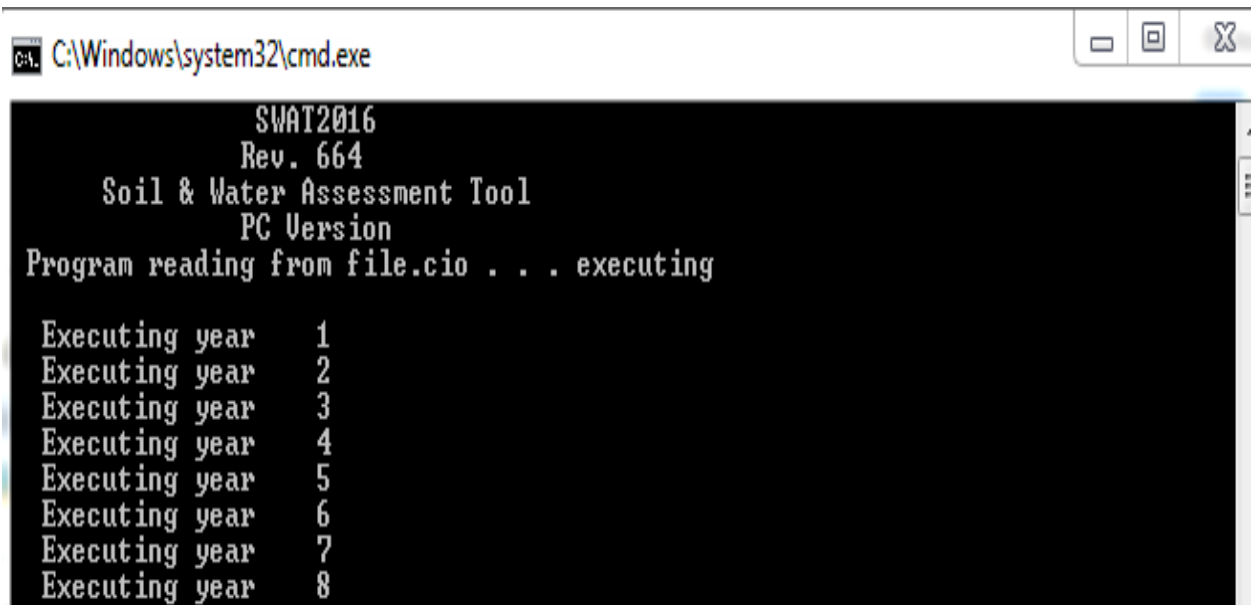 C:\Windows\system32\cmd.exe
SWAT2016
Rev. 664
Soil & Water Assessment Tool
PC Version
Program reading from file.cio . . . executing
Executing year 1
Executing year 2
Executing year 3
Executing year 4
Executing year 5
Executing year 6
Executing year 7
Executing year 8